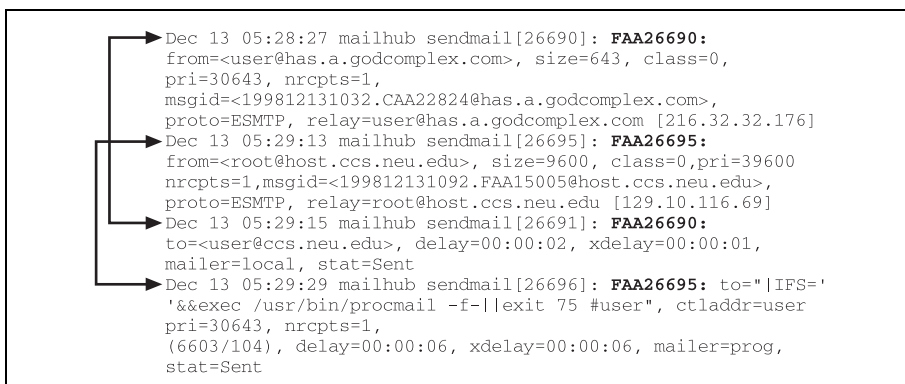 Dec 13 05:28:27 mailhub sendmail[26690]: FAA26690:
from=<user@has.a.godcomplex.com>, size=643, class=0,
pri=30643, nrcpts=1,
msgid=<199812131032.CAA22824@has.a.godcomplex.com>,
proto=ESMTP, relay=user@has.a.godcomplex.com [216.32.32.176]
Dec 13 05:29:13 mailhub sendmail[26695]: FAA26695:
from=<root@host.ccs.neu.edu>, size=9600, class=0,pri=39600
nrcpts=1,msgid=<199812131092.FAA15005@host.ccs.neu.edu>,
proto=ESMTP, relay=root@host.ccs.neu.edu [129.10.116.69]
Dec 13 05:29:15 mailhub sendmail[26691]: FAA26690:
to=<user@ccs.neu.edu>, delay=00:00:02, xdelay=00:00:01,
mailer=local, stat=Sent
Dec 13 05:29:29 mailhub sendmail[26696]: FAA26695: to="|IFS='
'&&exec /usr/bin/procmail -f-||exit 75 #user", ctladdr=user
pri=30643, nrcpts=1,
(6603/104), delay=00:00:06, xdelay=00:00:06, mailer=prog,
stat=Sent